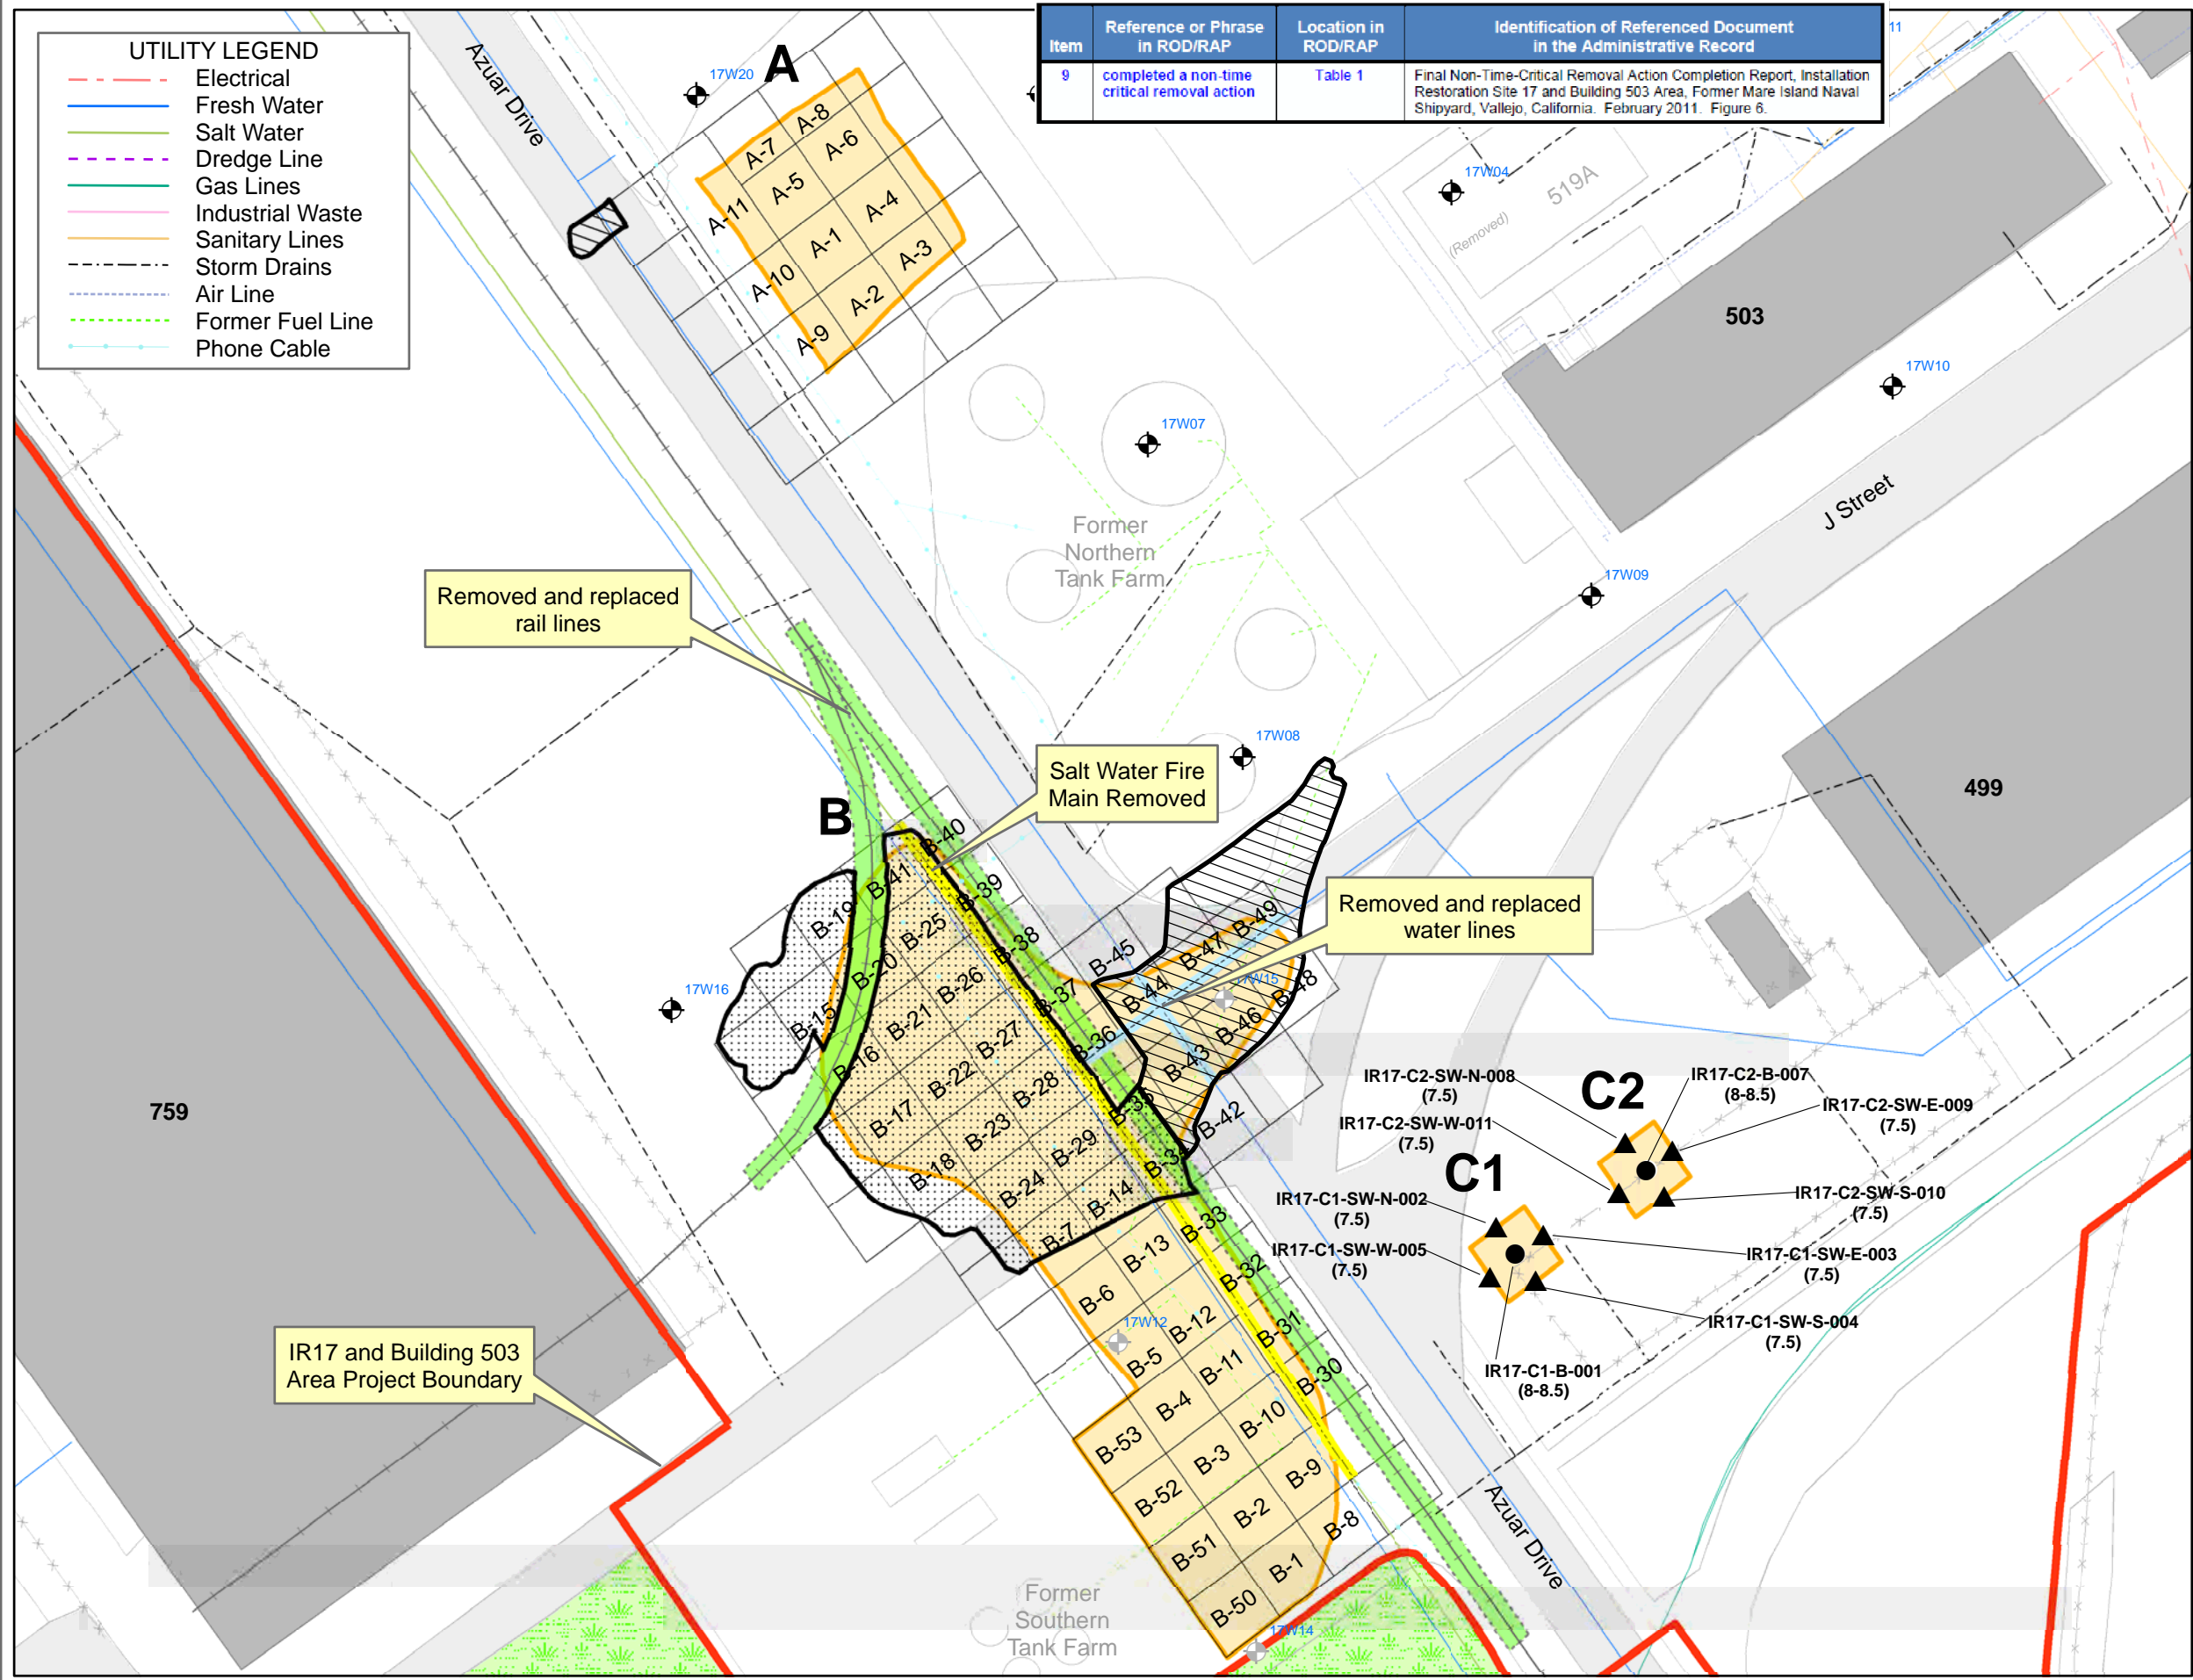 UTILITY LEGEND
Electrical
Fresh Water
Salt Water
Dredge Line
Gas Lines
Industrial Waste
Sanitary Lines
Storm Drains
Air Line
Former Fuel Line
Phone Cable
Item
Reference or Phrase
in ROD/RAP
Location in
ROD/RAP
Identification of Referenced Document
in the Administrative Record
9
completed a non-time
critical removal action
Table 1
Final Non-Time-Critical Removal Action Completion Report, Installation
Restoration Site 17 and Building 503 Area, Former Mare Island Naval
Shipyard, Vallejo, California. February 2011. Figure 6.
11
Azuar Drive
17W20
A
A-8
A-7
A-6
A-5
A-11
A-4
A-1
A-3
A-10
A-2
A-9
17W04
519A
(Removed)
503
17W10
17W07
J Street
Former
Northern
Tank Farm
17W09
Removed and replaced
rail lines
17W08
Salt Water Fire
Main Removed
499
B
B-40
B-41
B-39
B-19
B-25
B-38
B-45
B-47
B-49
Removed and replaced
water lines
B-20
B-26
B-37
B-44
17W15
B-48
17W16
B-15
B-21
B-27
B-36
B-46
B-16
B-22
B-28
B-43
B-17
B-23
B-35
B-42
B-29
B-34
B-18
B-24
B-14
B-7
B-33
B-13
B-32
B-6
17W12
B-12
B-31
B-5
B-11
B-30
B-4
B-10
B-53
B-3
B-9
B-52
B-2
B-8
B-51
B-1
B-50
759
IR17-C2-SW-N-008
(7.5)
C2
IR17-C2-B-007
(8-8.5)
IR17-C2-SW-W-011
(7.5)
IR17-C2-SW-E-009
(7.5)
C1
IR17-C1-SW-N-002
(7.5)
IR17-C2-SW-S-010
(7.5)
IR17-C1-SW-W-005
(7.5)
IR17-C1-SW-E-003
(7.5)
IR17-C1-SW-S-004
(7.5)
IR17-C1-B-001
(8-8.5)
IR17 and Building 503
Area Project Boundary
Azuar Drive
Former
Southern
Tank Farm
17W14